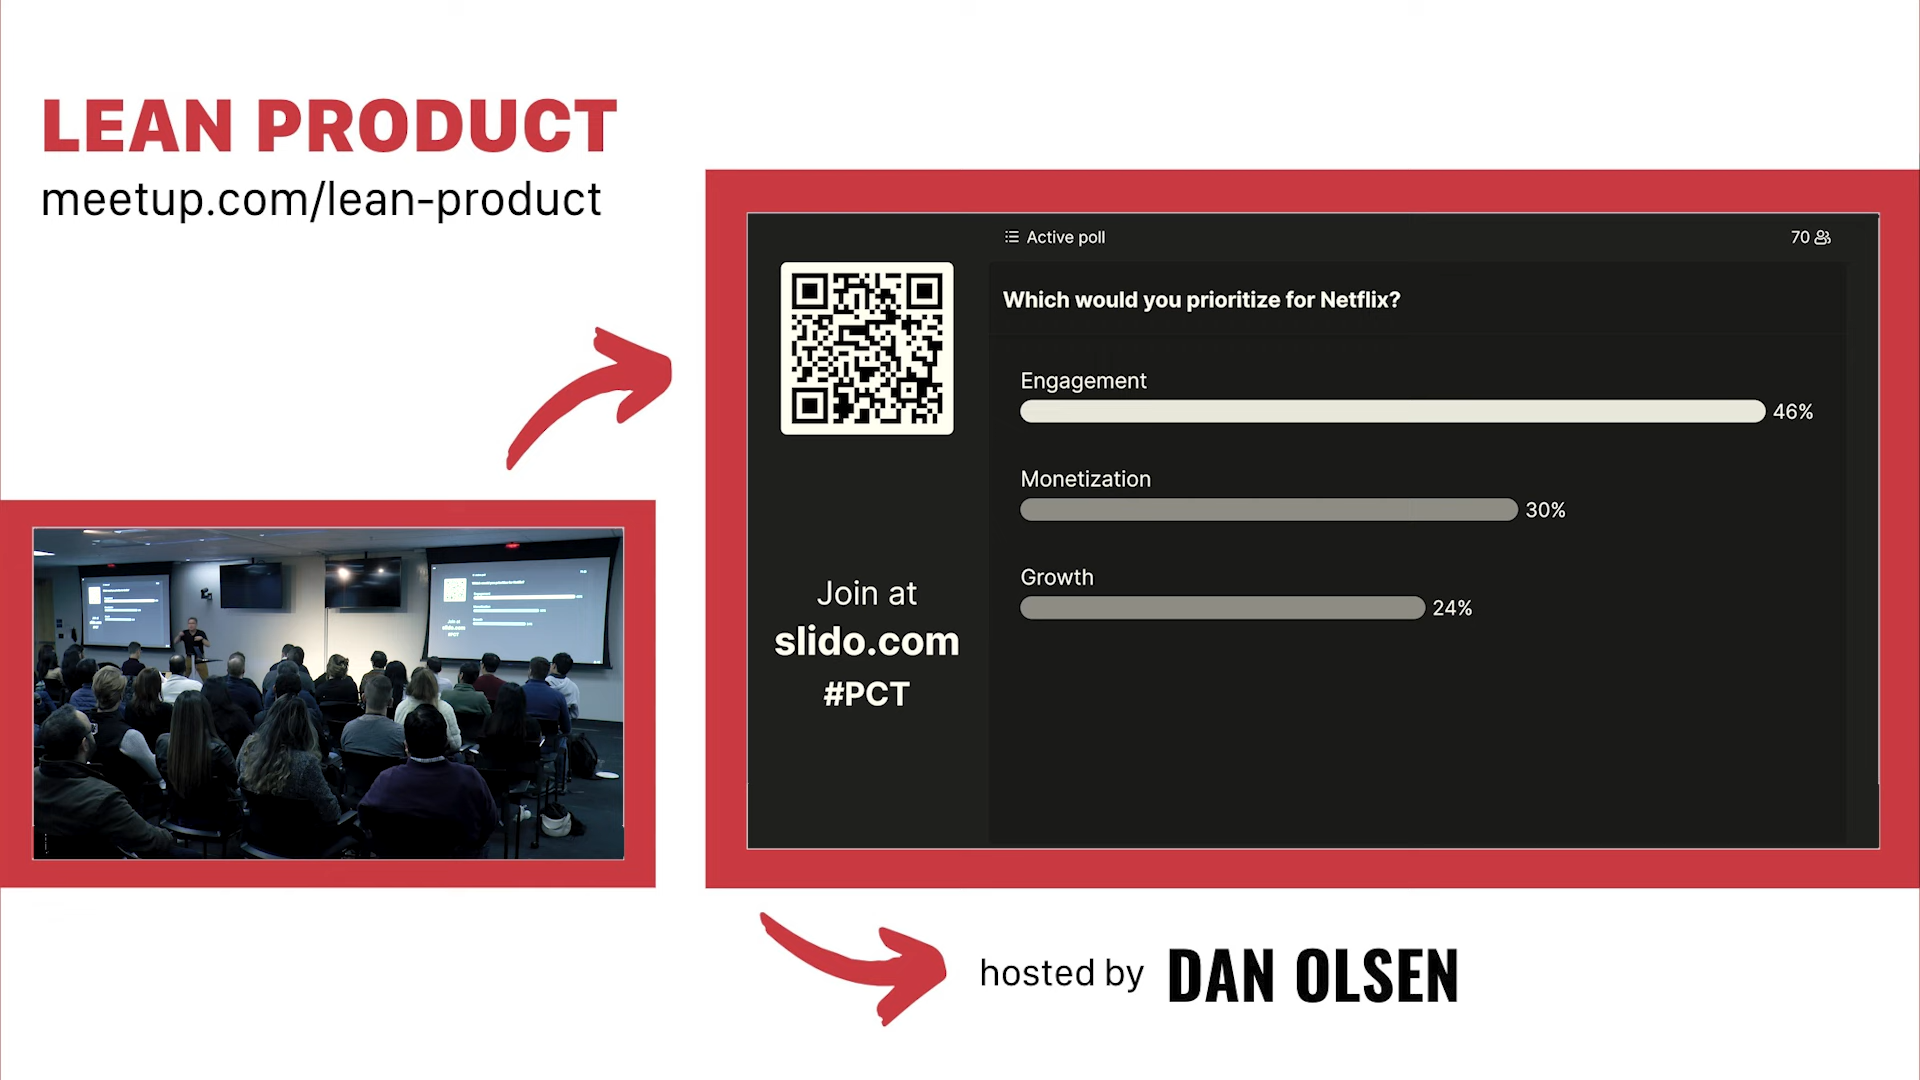 LEAN PRODUCT
meetup.com/lean-product
Active poll
70
Which would you prioritize for Netflix?
Engagement
46%
Monetization
30%
Growth
24%
Join at
slido.com
#PCT
hosted by DAN OLSEN